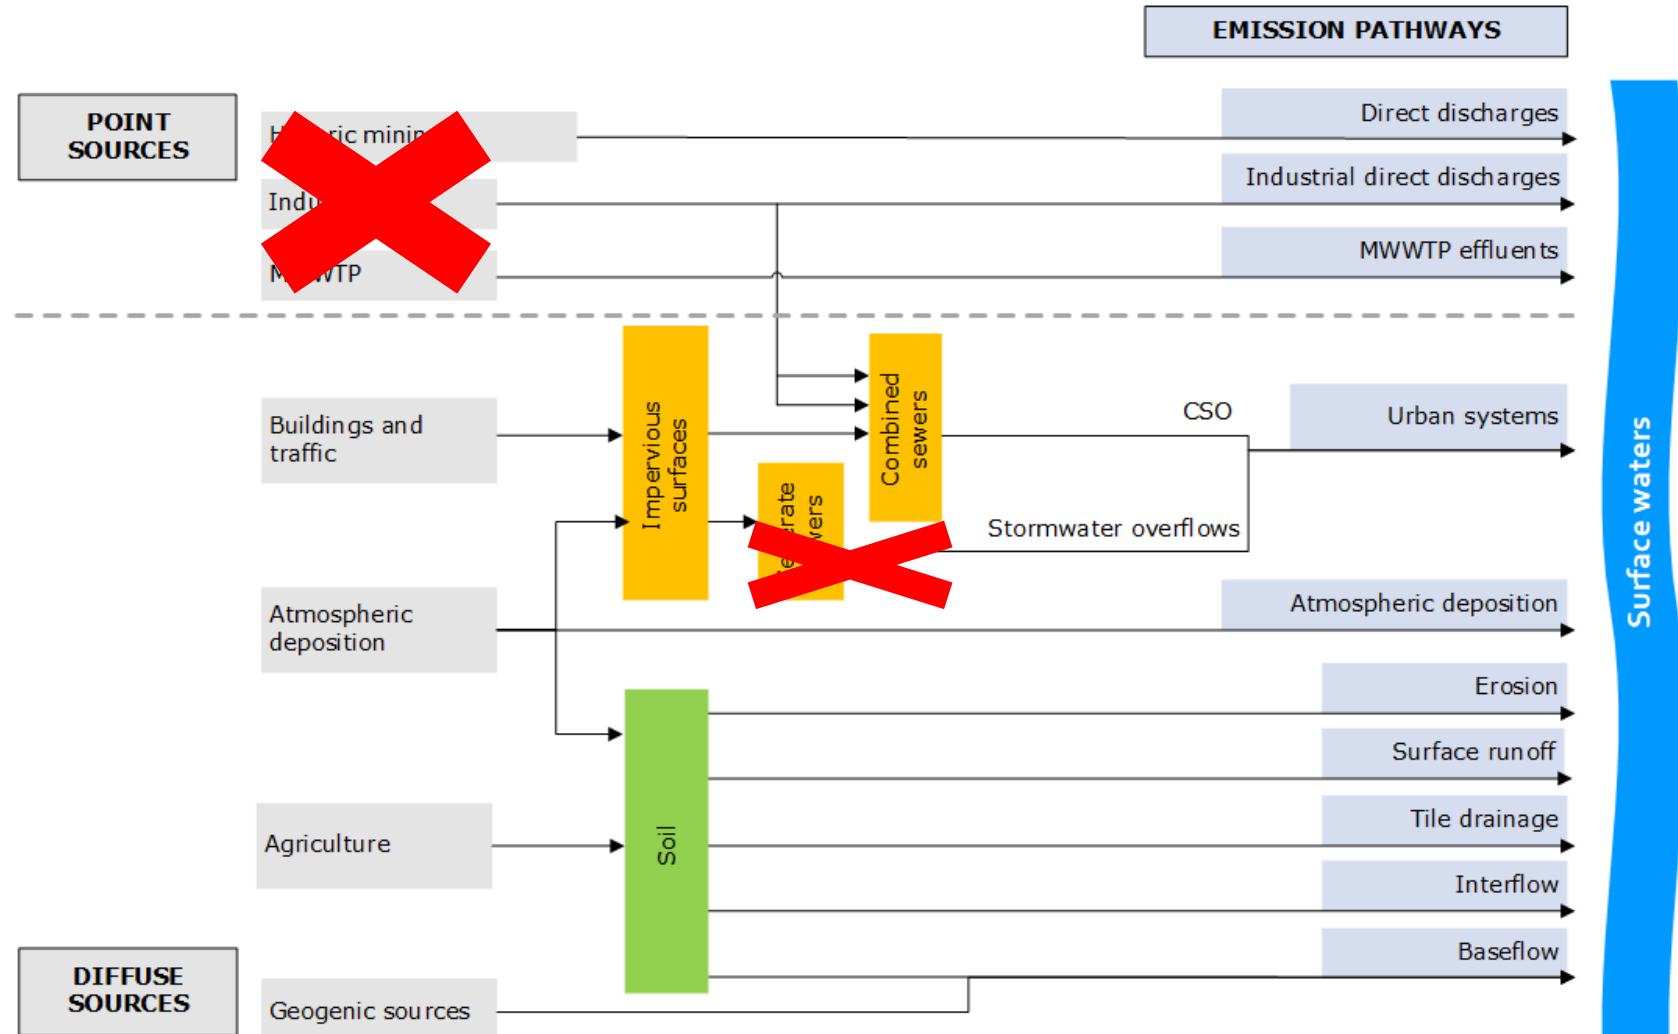 EMISSION PATHWAYS
POINT
SOURCES
Direct discharges
Industrial direct discharges
MWWTP effluents
Buildings and
traffic
Impervious
surfaces
Combined
sewers
CSO
Urban systems
Stormwater overflows
Atmospheric
deposition
Atmospheric deposition
Erosion
Surface runoff
Agriculture
Soil
Tile drainage
Interflow
Baseflow
DIFFUSE
SOURCES
Geogenic sources
Surface waters